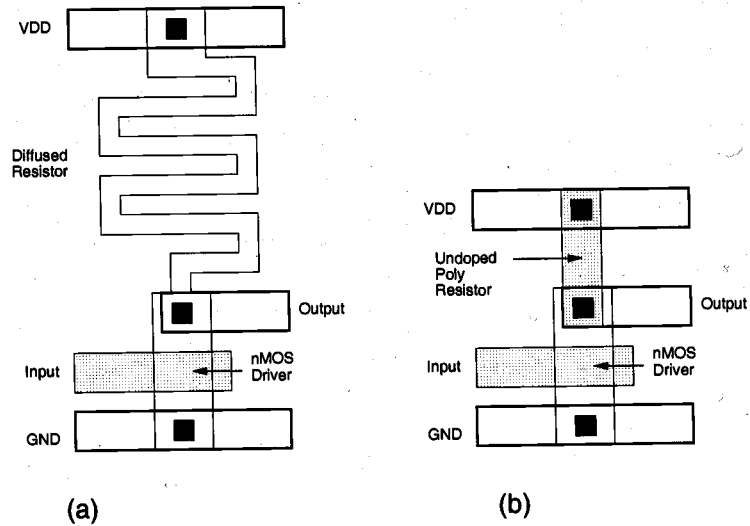 VDD
Diffused
Resistor
Output
Input
nMOS
Driver
GND
(a)
VDD
Undoped
Poly
Resistor
Output
Input
nMOS
Driver
GND
(b)